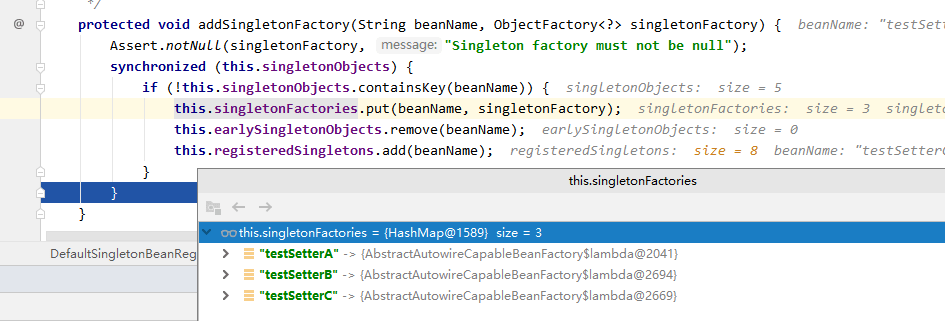 */
@ protected void addSingletonFactory(String beanName, ObjectFactory<?> singletonFactory) { beanName: "testSette
Assert.notNull(singletonFactory, message: "Singleton factory must not be null");
synchronized (this.singletonObjects) {
if (!this.singletonObjects.containsKey(beanName)) { singletonObjects: size = 5
this.singletonFactories.put(beanName, singletonFactory); singletonFactories: size = 3 singleto
this.earlySingletonObjects.remove(beanName); earlySingletonObjects: size = 0
this.registeredSingletons.add(beanName); registeredSingletons: size = 8 beanName: "testSetterC
}
}
}
this.singletonFactories
this.singletonFactories = {HashMap@1589} size = 3
"testSetterA" -> {AbstractAutowireCapableBeanFactory$lambda@2041}
"testSetterB" -> {AbstractAutowireCapableBeanFactory$lambda@2694}
"testSetterC" -> {AbstractAutowireCapableBeanFactory$lambda@2669}
DefaultSingletonBeanReg